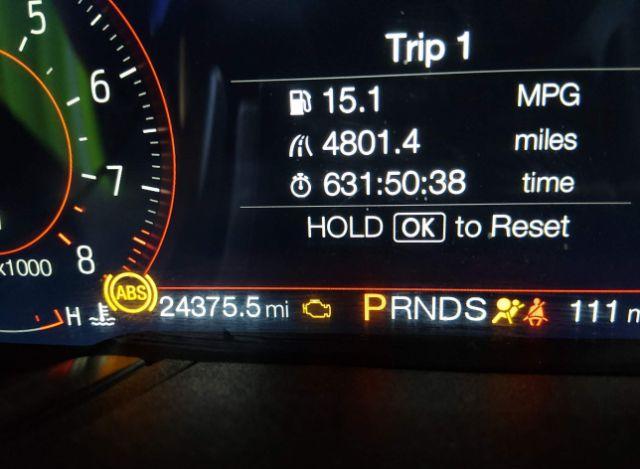 5
6
7
8
x1000
H
Trip 1
15.1 MPG
4801.4 miles
631:50:38 time
HOLD OK to Reset
ABS 24375.5 mi PRNDS 111 m